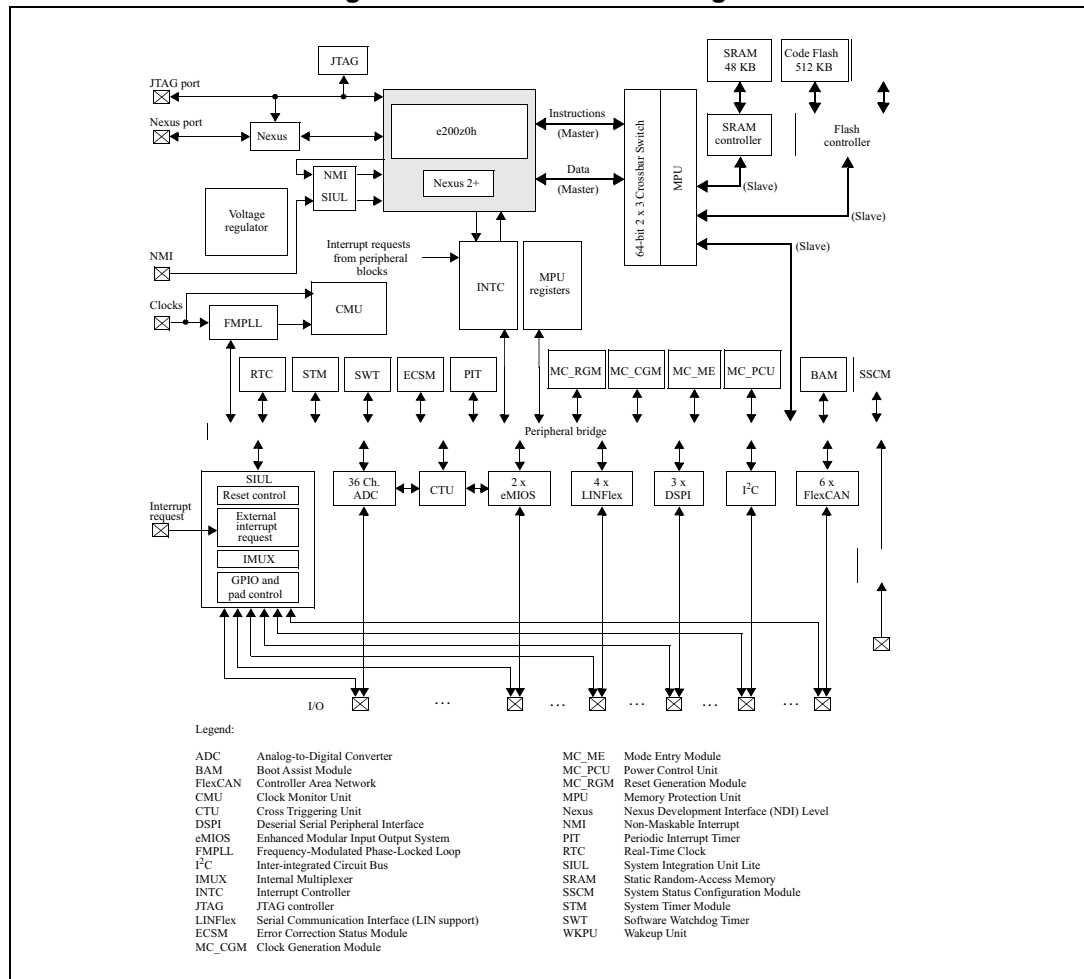 JTAG
SRAM
48 KB
Code Flash
512 KB
JTAG port
Nexus port
Nexus
e200z0h
Nexus 2+
Instructions
(Master)
Data
(Master)
64-bit 2 x 3 Crossbar Switch
MPU
SRAM
controller
Flash
controller
(Slave)
(Slave)
(Slave)
NMI
SIUL
Voltage
regulator
NMI
Interrupt requests
from peripheral
blocks
INTC
MPU
registers
Clocks
FMPLL
CMU
RTC
STM
SWT
ECSM
PIT
MC_RGM
MC_CGM
MC_ME
MC_PCU
BAM
SSCM
Peripheral bridge
SIUL
Reset control
External
interrupt
request
IMUX
GPIO and
pad control
Interrupt
request
36 Ch.
ADC
CTU
2 x
eMIOS
4 x
LINFlex
3 x
DSPI
I2C
6 x
FlexCAN
I/O
... ... ... ... ...
Legend:
ADC Analog-to-Digital Converter
BAM Boot Assist Module
FlexCAN Controller Area Network
CMU Clock Monitor Unit
CTU Cross Triggering Unit
DSPI Deserial Serial Peripheral Interface
eMIOS Enhanced Modular Input Output System
FMPLL Frequency-Modulated Phase-Locked Loop
I2C Inter-integrated Circuit Bus
IMUX Internal Multiplexer
INTC Interrupt Controller
JTAG JTAG controller
LINFlex Serial Communication Interface (LIN support)
ECSM Error Correction Status Module
MC_CGM Clock Generation Module
MC_ME Mode Entry Module
MC_PCU Power Control Unit
MC_RGM Reset Generation Module
MPU Memory Protection Unit
Nexus Nexus Development Interface (NDI) Level
NMI Non-Maskable Interrupt
PIT Periodic Interrupt Timer
RTC Real-Time Clock
SIUL System Integration Unit Lite
SRAM Static Random-Access Memory
SSCM System Status Configuration Module
STM System Timer Module
SWT Software Watchdog Timer
WKPU Wakeup Unit